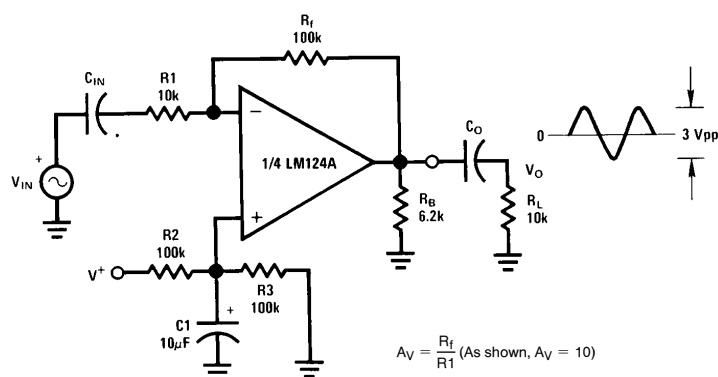 Rf
100k
CIN
R1
10k
CO
−
1/4 LM124A
+
0
3 Vpp
+
VIN
VO
RB
6.2k
RL
10k
R2
100k
V+
R3
100k
C1
10μF
+
AV = Rf/R1 (As shown, AV = 10)